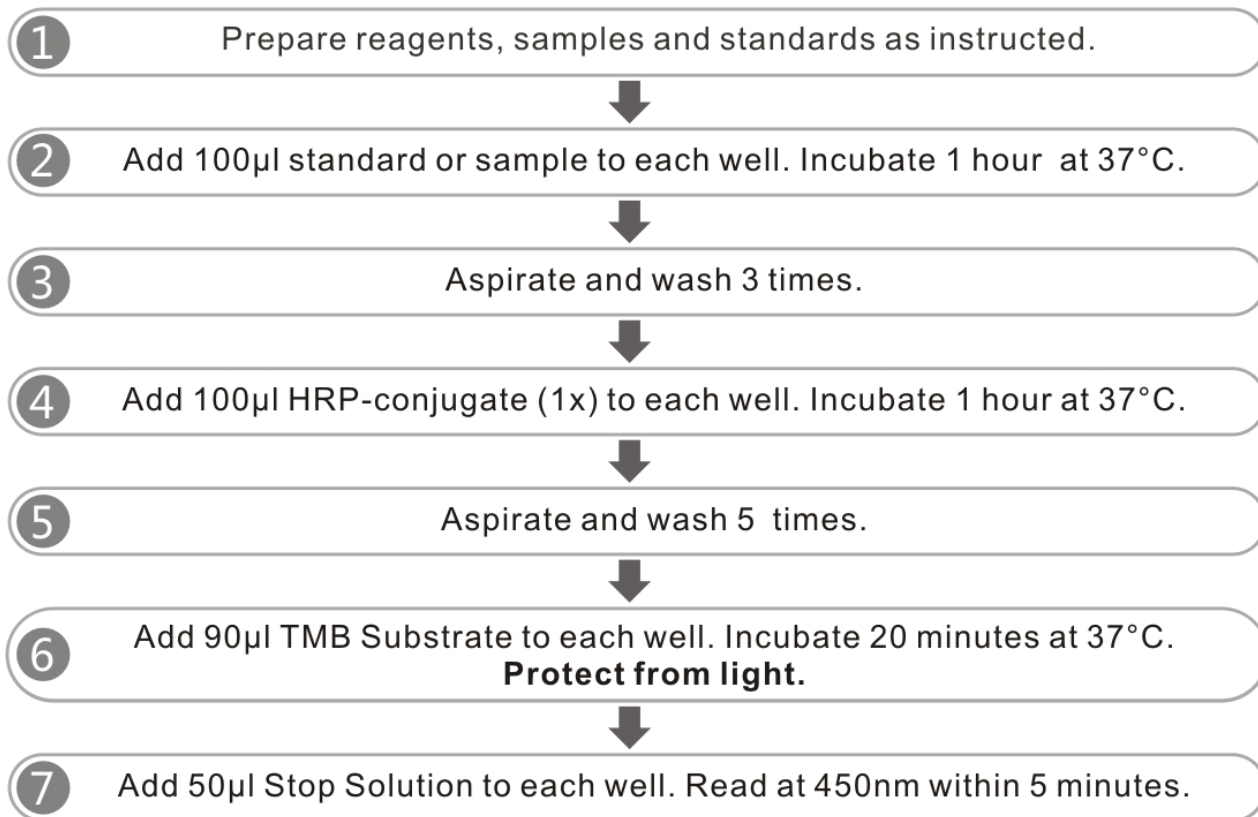 1 Prepare reagents, samples and standards as instructed.
2 Add 100µl standard or sample to each well. Incubate 1 hour at 37°C.
3 Aspirate and wash 3 times.
4 Add 100µl HRP-conjugate (1x) to each well. Incubate 1 hour at 37°C.
5 Aspirate and wash 5 times.
6 Add 90µl TMB Substrate to each well. Incubate 20 minutes at 37°C.
Protect from light.
7 Add 50µl Stop Solution to each well. Read at 450nm within 5 minutes.